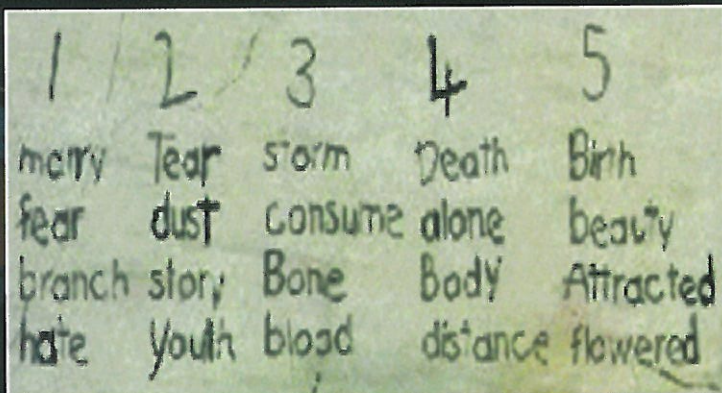 1 2 3 4 5
marry Tear storm Death Birth
fear dust consume alone beauty
branch story Bone Body Attracted
hate Youth blood distance flowered